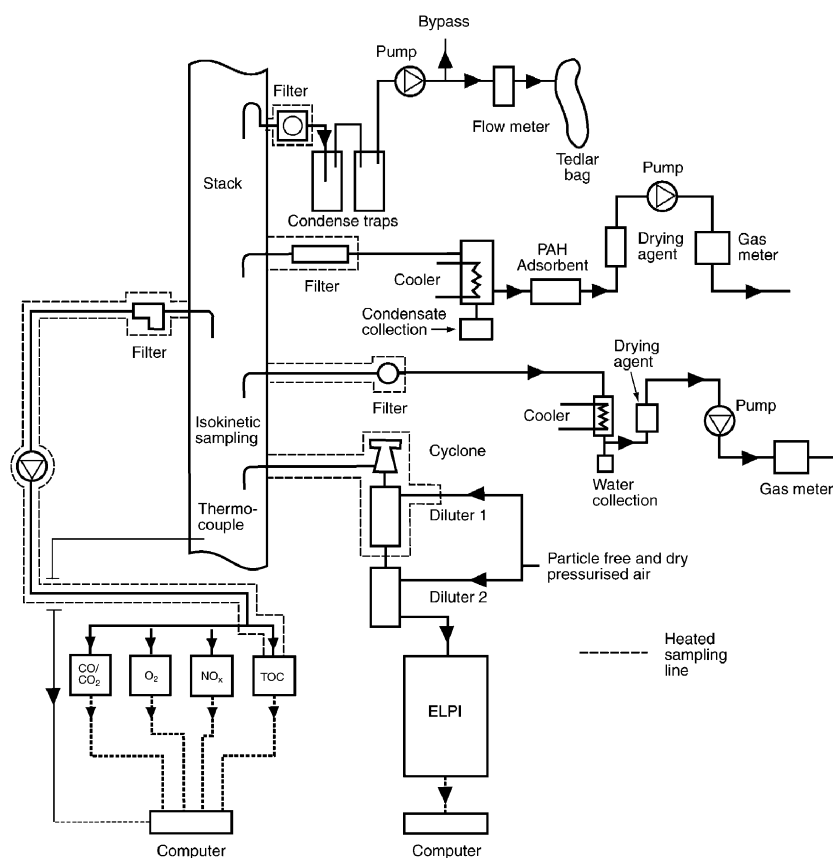 Bypass
Pump
Filter
Flow meter
Tedlar
bag
Stack
Condense traps
Pump
PAH
Adsorbent
Drying
agent
Gas
meter
Cooler
Filter
Condensate
collection
Filter
Drying
agent
Filter
Pump
Cooler
Isokinetic
sampling
Cyclone
Water
collection
Gas meter
Thermo-
couple
Diluter 1
Particle free and dry
pressurised air
Diluter 2
Heated
sampling
line
CO/
CO₂
O₂
NOₓ
TOC
ELPI
Computer
Computer